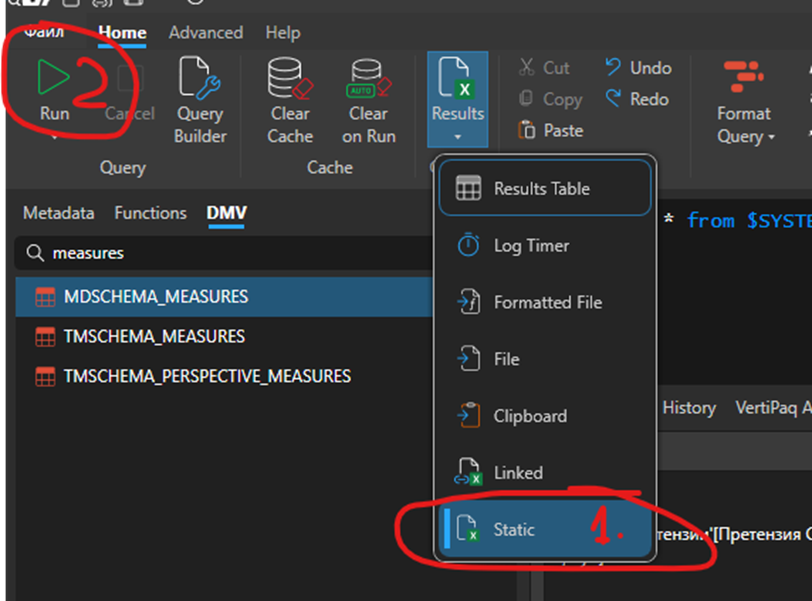 Файл Home Advanced Help
2
Run Cancel Query Builder Clear Cache AUTO Clear on Run Results Cut Undo
Copy Redo Format Query
Paste
Query Cache
Results Table
Metadata Functions DMV
* from $SYSTE
measures
Log Timer
MDSCHEMA_MEASURES
Formatted File
TMSCHEMA_MEASURES
File
TMSCHEMA_PERSPECTIVE_MEASURES
Clipboard History VertiPaq A
Linked
Static 1. тензии'[Претензия С